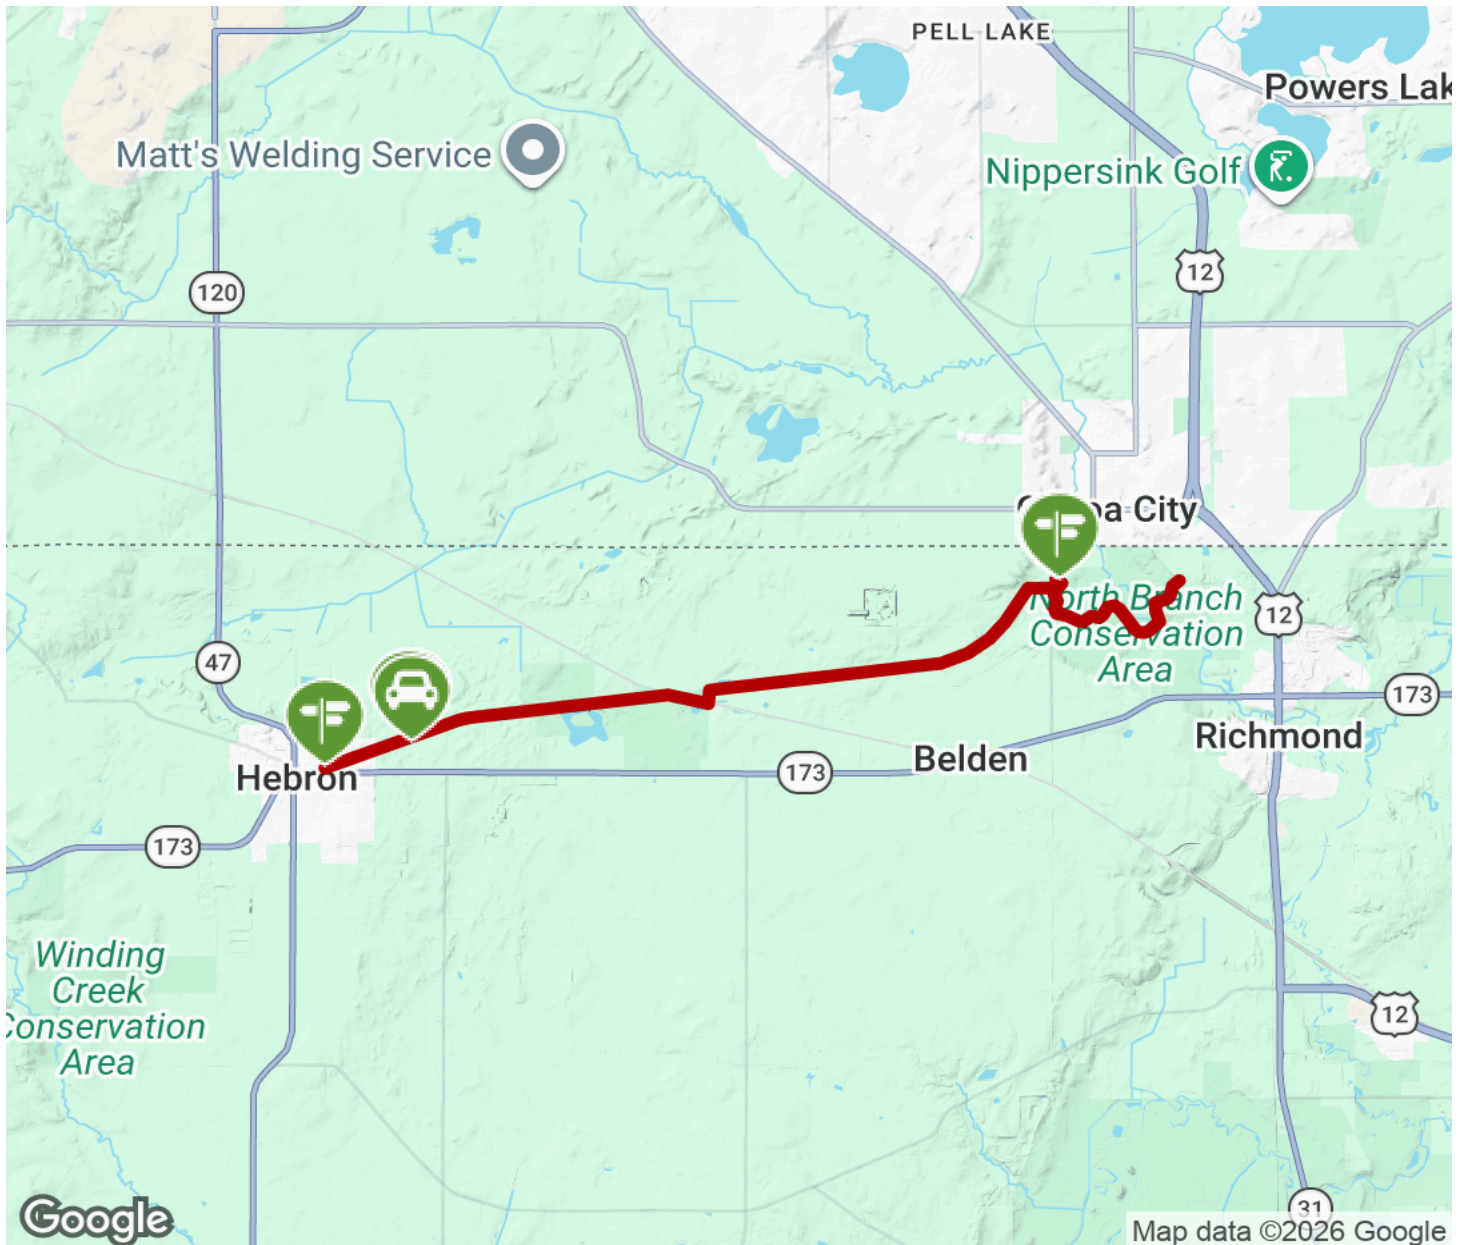 PELL LAKE
Powers Lak
Matt's Welding Service
Nippersink Golf
12
120
pa City
North Branch
Conservation
Area
12
47
173
Richmond
Belden
Hebron
173
173
Winding
Creek
Conservation
Area
12
31
Google
Map data ©2026 Google